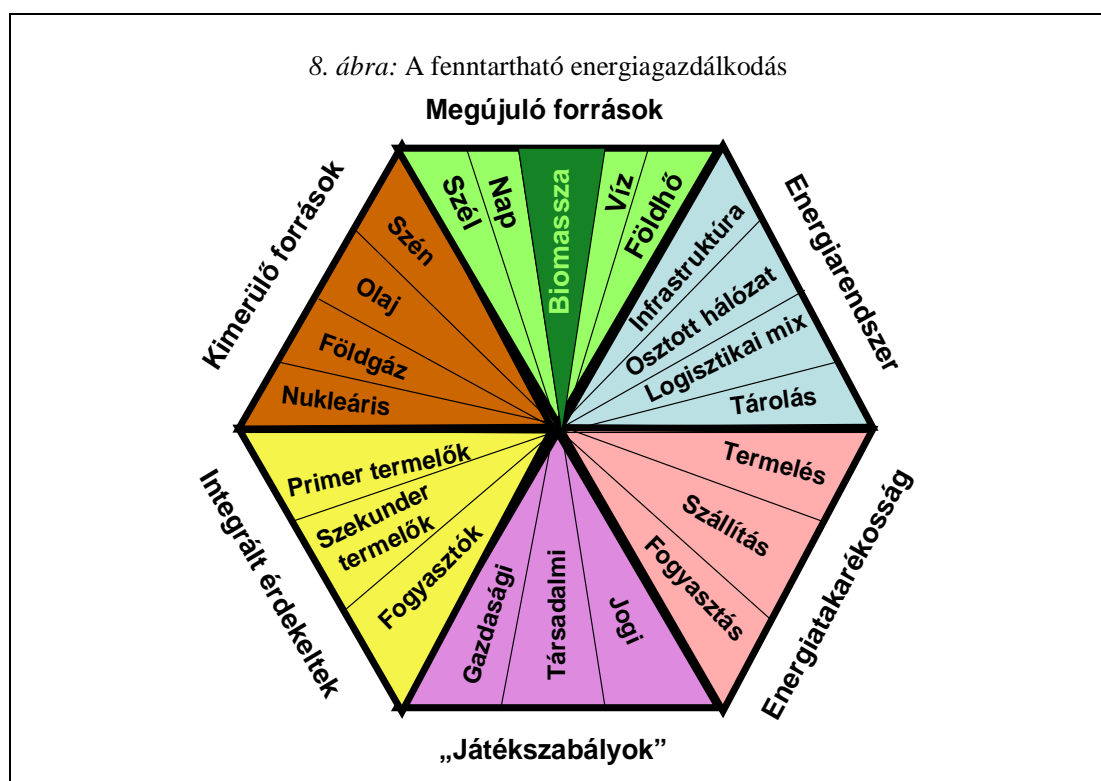 8. ábra: A fenntartható energiagazdálkodás
Megújuló források
Szél
Nap
Biomassza
Víz
Földhő
Energiarendszer
Infrastruktúra
Osztott hálózat
Logisztikai mix
Tárolás
Energiatakarékosság
Termelés
Szállítás
Fogyasztás
„Játékszabályok”
Jogi
Társadalmi
Gazdasági
Integrált érdekeltek
Fogyasztók
Szekunder
termelők
Primer termelők
Kimerülő források
Nukleáris
Földgáz
Olaj
Szén